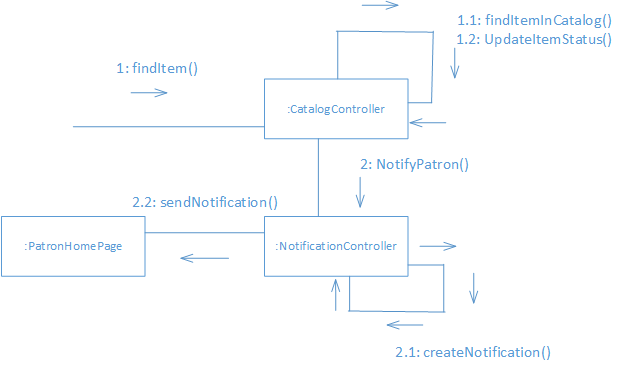 1.1: findItemInCatalog()
1.2: UpdateItemStatus()
1: findItem()
:CatalogController
2: NotifyPatron()
2.2: sendNotification()
:PatronHomePage
:NotificationController
2.1: createNotification()